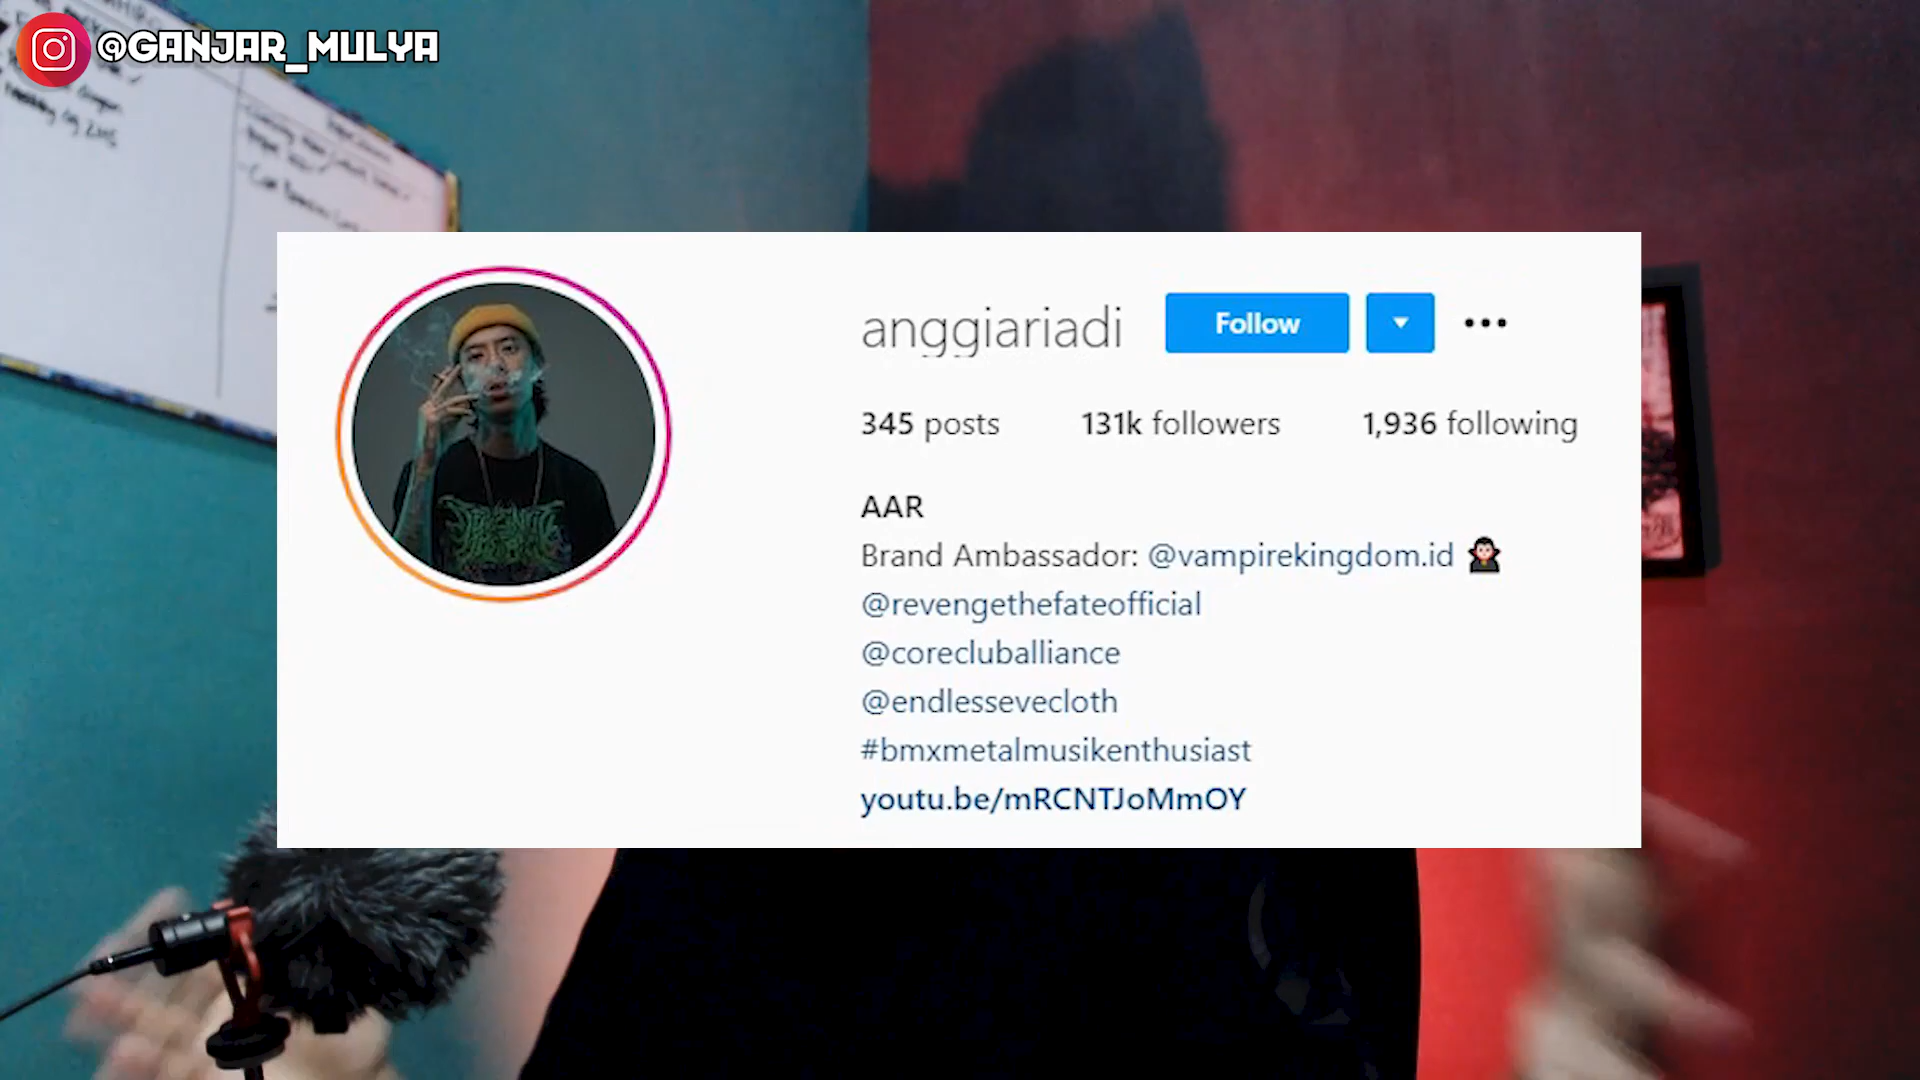 @GANJAR_MULYA
anggiariadi
Follow
345 posts
131k followers
1,936 following
AAR
Brand Ambassador: @vampirekingdom.id
@revengethefateofficial
@corecluballiance
@endlessevecloth
#bmxmetalmusikenthusiast
youtu.be/mRCNTJoMmOY